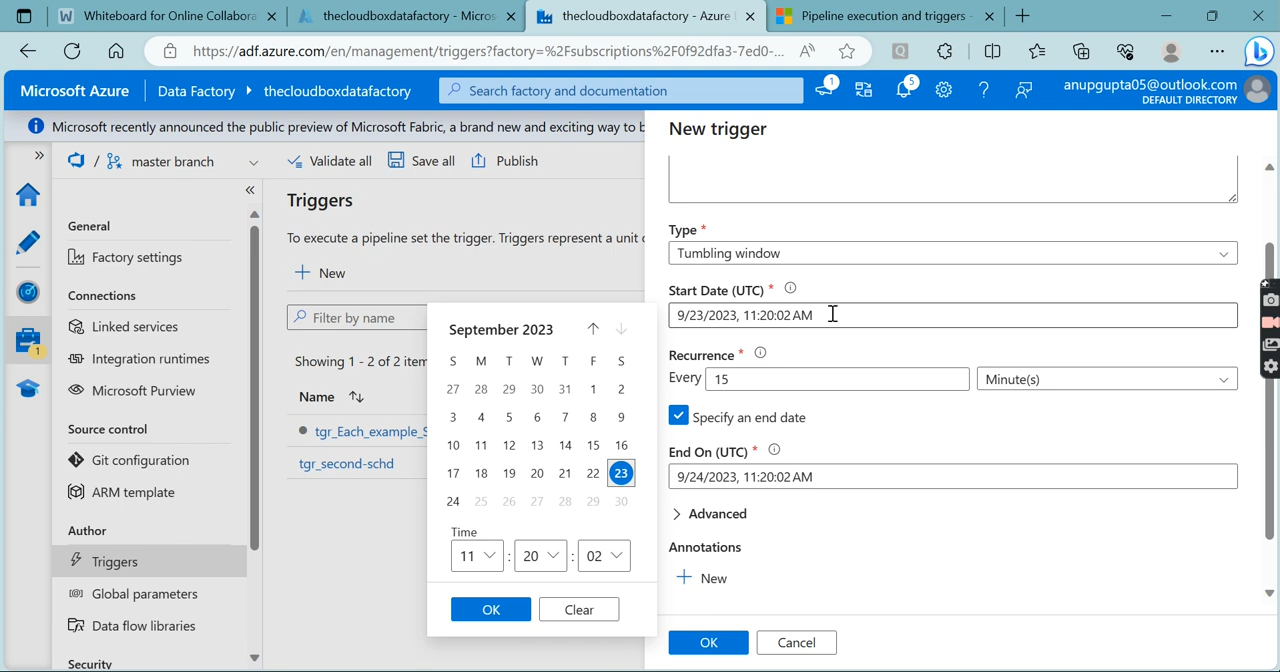 Whiteboard for Online Collabora
thecloudboxdatafactory - Micros
thecloudboxdatafactory - Azure
Pipeline execution and triggers -
https://adf.azure.com/en/management/triggers?factory=%2Fsubscriptions%2F0f92dfa3-7ed0-...
Microsoft Azure
Data Factory
thecloudboxdatafactory
Search factory and documentation
1
5
anupgupta05@outlook.com
DEFAULT DIRECTORY
Microsoft recently announced the public preview of Microsoft Fabric, a brand new and exciting way to b
/ master branch
Validate all
Save all
Publish
1
General
Factory settings
Connections
Linked services
Integration runtimes
Microsoft Purview
Source control
Git configuration
ARM template
Author
Triggers
Global parameters
Data flow libraries
Security
Triggers
To execute a pipeline set the trigger. Triggers represent a unit o
New
Filter by name
Showing 1 - 2 of 2 item
Name
tgr_Each_example_S
tgr_second-schd
September 2023
S M T W T F S
27 28 29 30 31 1 2
3 4 5 6 7 8 9
10 11 12 13 14 15 16
17 18 19 20 21 22 23
24 25 26 27 28 29 30
Time
11 : 20 : 02
OK Clear
New trigger
Type *
Tumbling window
Start Date (UTC) *
9/23/2023, 11:20:02 AM
Recurrence *
Every 15 Minute(s)
Specify an end date
End On (UTC) *
9/24/2023, 11:20:02 AM
Advanced
Annotations
New
OK Cancel